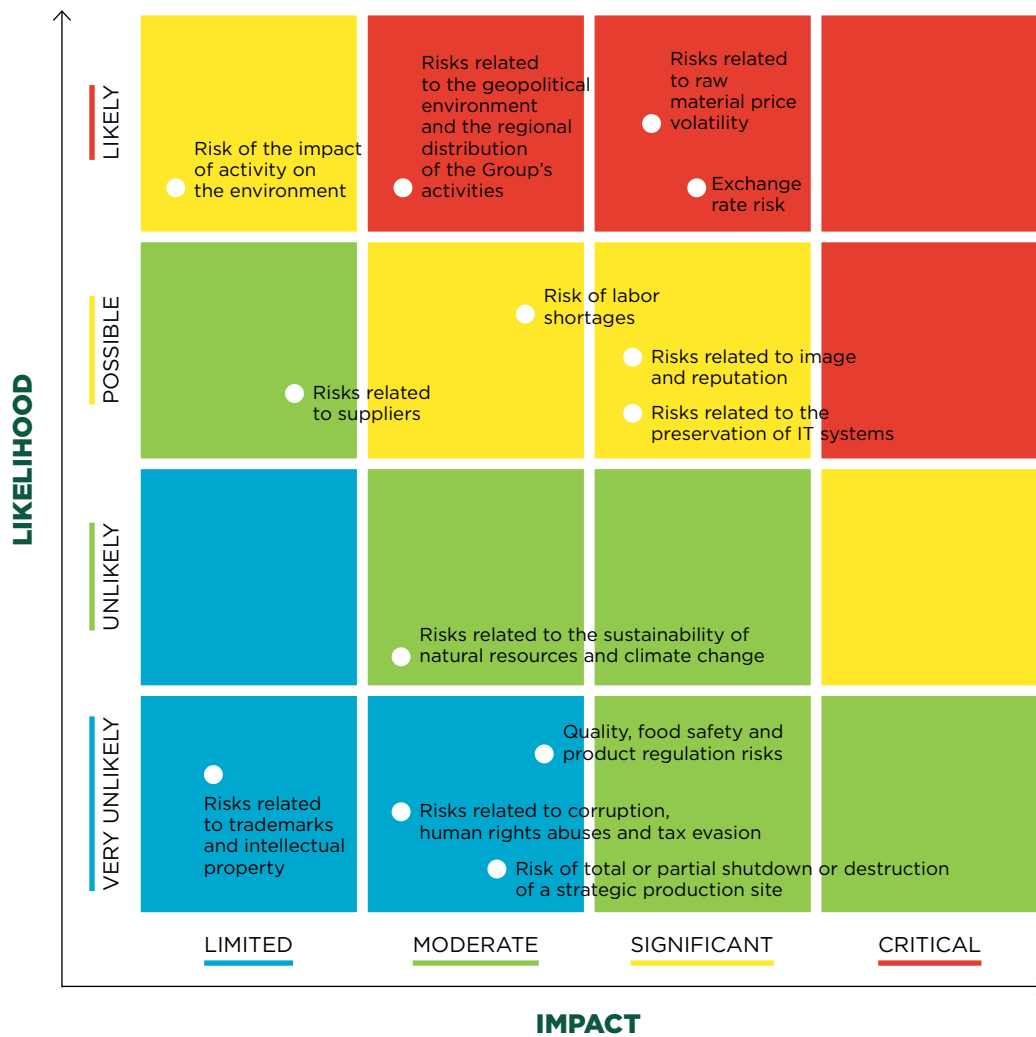 LIKELIHOOD
LIKELY
Risk of the impact
of activity on
the environment
Risks related
to the geopolitical
environment
and the regional
distribution
of the Group’s
activities
Risks related
to raw
material price
volatility
Exchange
rate risk
POSSIBLE
Risks related
to suppliers
Risk of labor
shortages
Risks related to image
and reputation
Risks related to the
preservation of IT systems
UNLIKELY
Risks related to the sustainability of
natural resources and climate change
VERY UNLIKELY
Risks related
to trademarks
and intellectual
property
Quality, food safety and
product regulation risks
Risks related to corruption,
human rights abuses and tax evasion
Risk of total or partial shutdown or destruction
of a strategic production site
LIMITED
MODERATE
SIGNIFICANT
CRITICAL
IMPACT